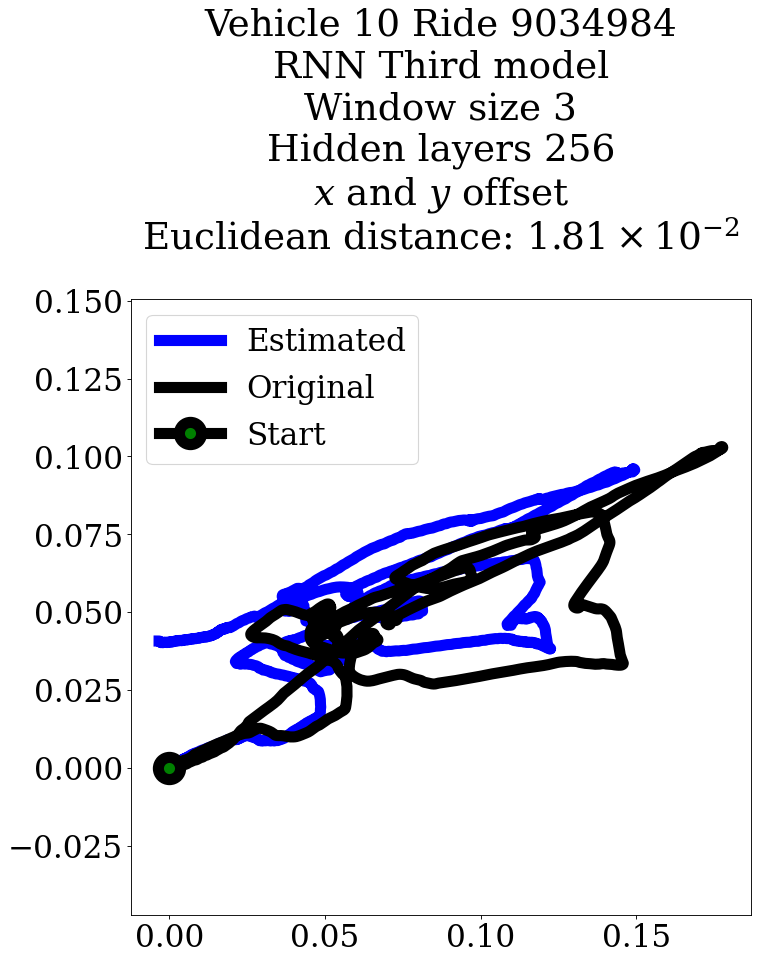 Vehicle 10 Ride 9034984
RNN Third model
Window size 3
Hidden layers 256
x and y offset
Euclidean distance: 1.81 × 10⁻²
0.150
0.125
0.100
0.075
0.050
0.025
0.000
−0.025
Estimated
Original
Start
0.00 0.05 0.10 0.15